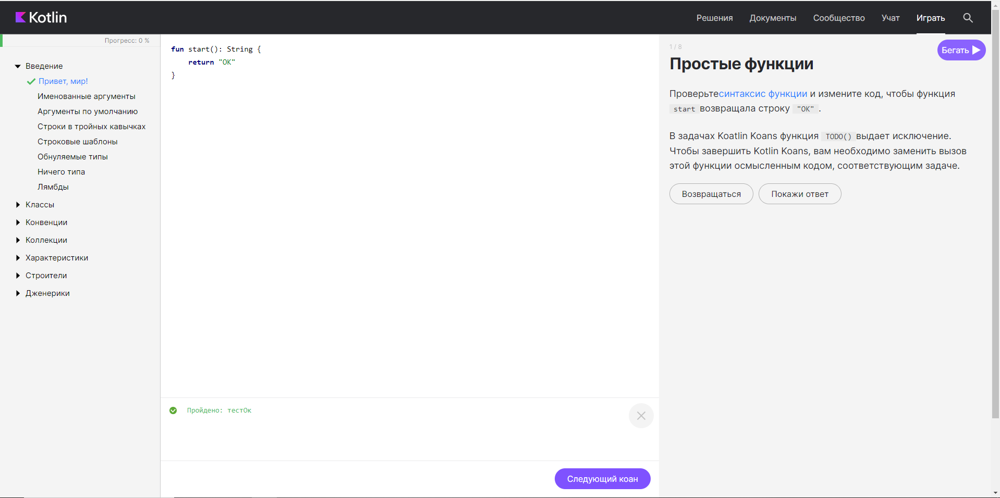 Kotlin
Решения
Документы
Сообщество
Учат
Играть
Прогресс: 0 %
Введение
Привет, мир!
Именованные аргументы
Аргументы по умолчанию
Строки в тройных кавычках
Строковые шаблоны
Обнуляемые типы
Ничего типа
Лямбды
Классы
Конвенции
Коллекции
Характеристики
Строители
Дженерики
fun start(): String {
    return "OK"
}
Пройдено: тестОк
Следующий коан
1 / 8
Бегать
Простые функции
Проверьтесинтаксис функции и измените код, чтобы функция
start возвращала строку "OK" .
В задачах Koatlin Koans функция TODO() выдает исключение.
Чтобы завершить Kotlin Koans, вам необходимо заменить вызов
этой функции осмысленным кодом, соответствующим задаче.
Возвращаться
Покажи ответ